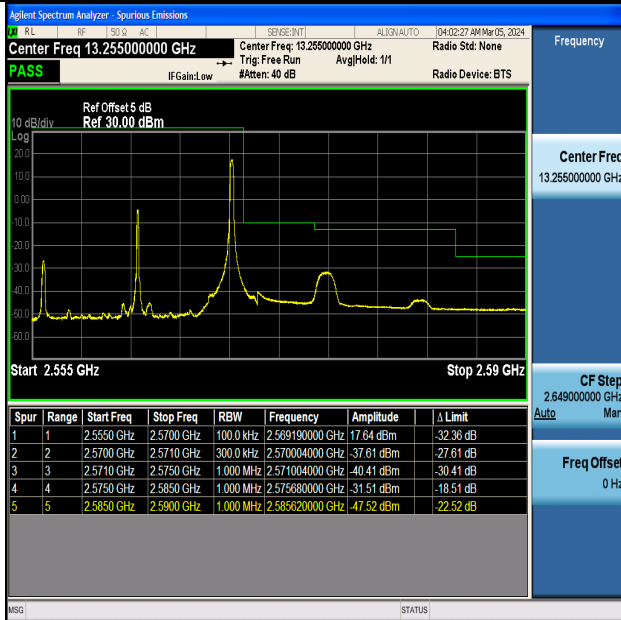 Agilent Spectrum Analyzer - Spurious Emissions
LXI RL RF 50 Ω AC SENSE:INT ALIGN AUTO 04:02:27 AM Mar 05, 2024
Center Freq 13.255000000 GHz
Center Freq: 13.255000000 GHz
Radio Std: None
Trig: Free Run Avg|Hold: 1/1
PASS
IFGain:Low
#Atten: 40 dB
Radio Device: BTS
Ref Offset 5 dB
10 dB/div Ref 30.00 dBm
Log
20.0
10.0
0.00
-10.0
-20.0
-30.0
-40.0
-50.0
-60.0
Start 2.555 GHz Stop 2.59 GHz
Spur Range Start Freq Stop Freq RBW Frequency Amplitude Δ Limit
1 1 2.5550 GHz 2.5700 GHz 100.0 kHz 2.569190000 GHz 17.64 dBm -32.36 dB
2 2 2.5700 GHz 2.5710 GHz 300.0 kHz 2.570004000 GHz -37.61 dBm -27.61 dB
3 3 2.5710 GHz 2.5750 GHz 1.000 MHz 2.571004000 GHz -40.41 dBm -30.41 dB
4 4 2.5750 GHz 2.5850 GHz 1.000 MHz 2.575680000 GHz -31.51 dBm -18.51 dB
5 5 2.5850 GHz 2.5900 GHz 1.000 MHz 2.585620000 GHz -47.52 dBm -22.52 dB
Frequency
Center Freq
13.255000000 GHz
CF Step
2.649000000 GHz
Auto Man
Freq Offset
0 Hz
MSG STATUS